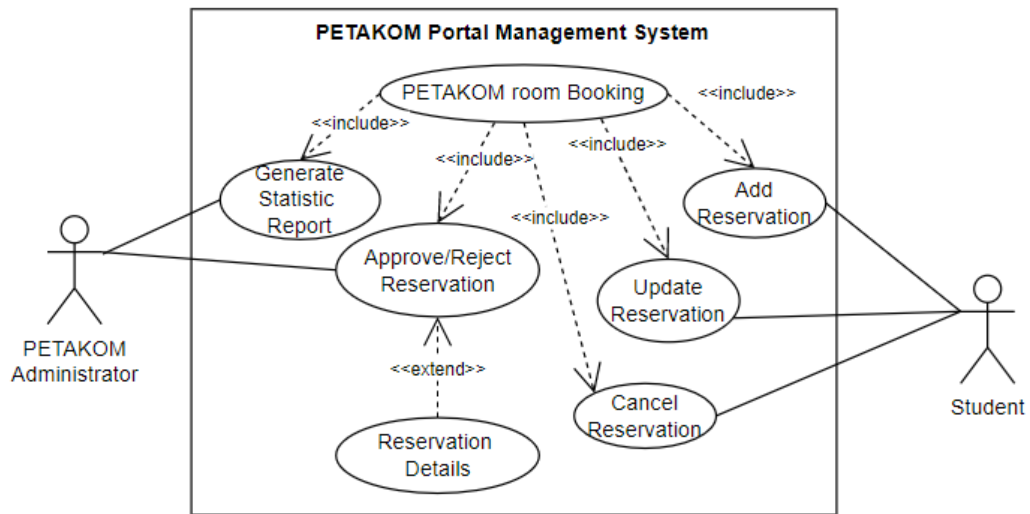 PETAKOM Portal Management System
PETAKOM room Booking
<<include>>
<<include>>
<<include>>
<<include>>
<<include>>
Generate
Statistic
Report
Add
Reservation
Approve/Reject
Reservation
Update
Reservation
PETAKOM
Administrator
<<extend>>
Cancel
Reservation
Student
Reservation
Details